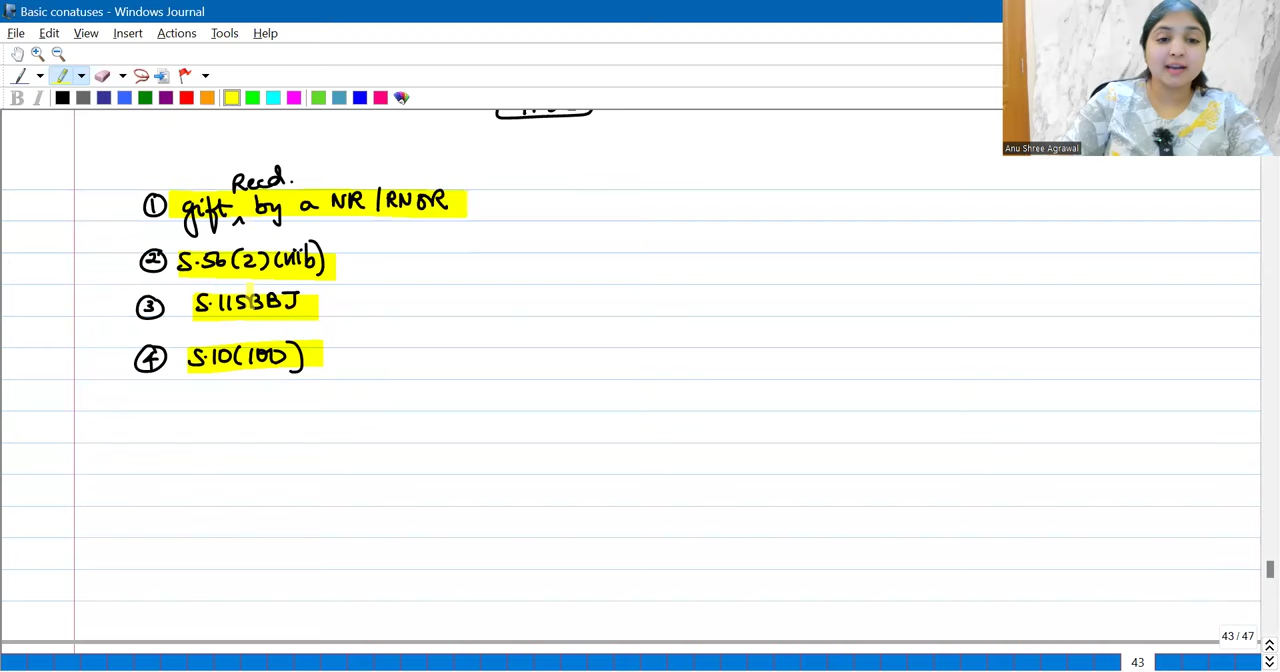 Basic conatuses - Windows Journal
File Edit View Insert Actions Tools Help
B I
Anu Shree Agrawal
Recd.
① gift ^ by a NR / RNOR
② S.56(2)(viib)
③ S.115BBJ
④ S.10(10D)
43 / 47
43